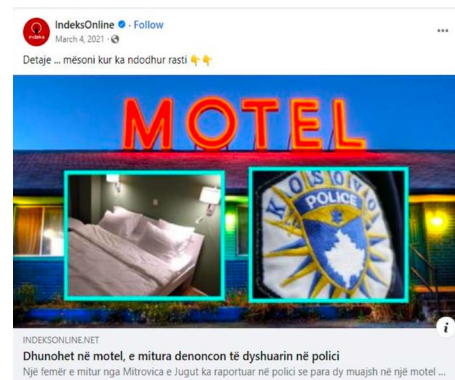 IndeksOnline · Follow
March 4, 2021 ·
Detaje ... mësoni kur ka ndodhur rasti
MOTEL
KOSOVO
POLICE
INDEKSONLINE.NET
Dhunohet në motel, e mitura denoncon të dyshuarin në polici
Një femër e mitur nga Mitrovica e Jugut ka raportuar në polici se para dy muajsh në një motel ...